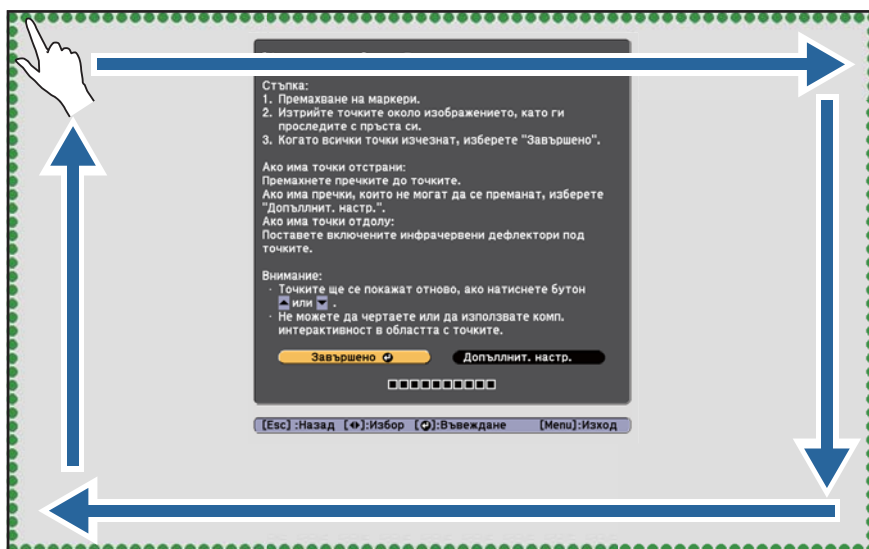 Стъпка:
1. Премахване на маркери.
2. Изтрийте точките около изображението, като ги
проследите с пръста си.
3. Когато всички точки изчезнат, изберете "Завършено".
Ако има точки отстрани:
Премахнете пречките до точките.
Ако има пречки, които не могат да се преманат, изберете
"Допъллнит. настр.".
Ако има точки отдолу:
Поставете включените инфрачервени дефлектори под
точките.
Внимание:
· Точките ще се покажат отново, ако натиснете бутон
или .
· Не можете да чертаете или да използвате комп.
интерактивност в областта с точките.
Завършено
Допъллнит. настр.
[Esc] :Назад [◀▶]:Избор [↵]:Въвеждане [Menu]:Изход